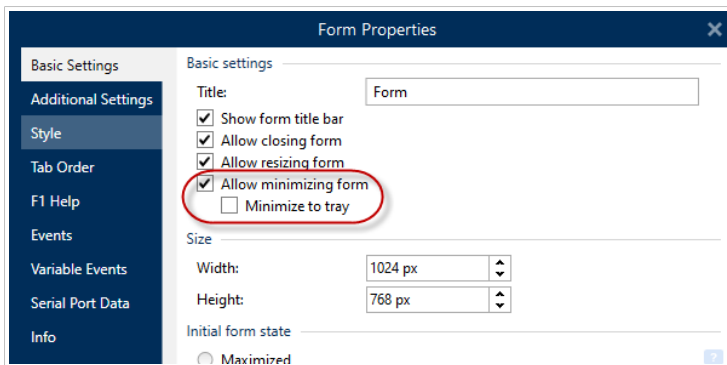 Form Properties
Basic Settings
Additional Settings
Style
Tab Order
F1 Help
Events
Variable Events
Serial Port Data
Info
Basic settings
Title: Form
Show form title bar
Allow closing form
Allow resizing form
Allow minimizing form
Minimize to tray
Size
Width: 1024 px
Height: 768 px
Initial form state
Maximized
?